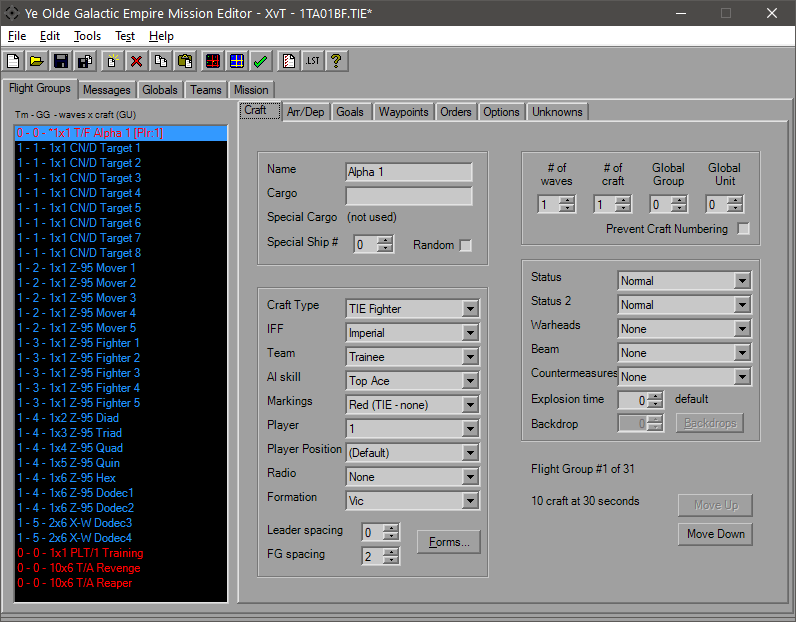 Ye Olde Galactic Empire Mission Editor - XvT - 1TA01BF.TIE*
File Edit Tools Test Help
.LST ?
Flight Groups Messages Globals Teams Mission
Tm - GG - waves x craft (GU)
0 - 0 - *1x1 T/F Alpha 1 [Plr:1]
1 - 1 - 1x1 CN/D Target 1
1 - 1 - 1x1 CN/D Target 2
1 - 1 - 1x1 CN/D Target 3
1 - 1 - 1x1 CN/D Target 4
1 - 1 - 1x1 CN/D Target 5
1 - 1 - 1x1 CN/D Target 6
1 - 1 - 1x1 CN/D Target 7
1 - 1 - 1x1 CN/D Target 8
1 - 2 - 1x1 Z-95 Mover 1
1 - 2 - 1x1 Z-95 Mover 2
1 - 2 - 1x1 Z-95 Mover 3
1 - 2 - 1x1 Z-95 Mover 4
1 - 2 - 1x1 Z-95 Mover 5
1 - 3 - 1x1 Z-95 Fighter 1
1 - 3 - 1x1 Z-95 Fighter 2
1 - 3 - 1x1 Z-95 Fighter 3
1 - 3 - 1x1 Z-95 Fighter 4
1 - 3 - 1x1 Z-95 Fighter 5
1 - 4 - 1x2 Z-95 Diad
1 - 4 - 1x3 Z-95 Triad
1 - 4 - 1x4 Z-95 Quad
1 - 4 - 1x5 Z-95 Quin
1 - 4 - 1x6 Z-95 Hex
1 - 4 - 1x6 Z-95 Dodec1
1 - 4 - 1x6 Z-95 Dodec2
1 - 5 - 2x6 X-W Dodec3
1 - 5 - 2x6 X-W Dodec4
0 - 0 - 1x1 PLT/1 Training
0 - 0 - 10x6 T/A Revenge
0 - 0 - 10x6 T/A Reaper
Craft Arr/Dep Goals Waypoints Orders Options Unknowns
Name Alpha 1
Cargo
Special Cargo (not used)
Special Ship # 0 Random
Craft Type TIE Fighter
IFF Imperial
Team Trainee
AI skill Top Ace
Markings Red (TIE - none)
Player 1
Player Position (Default)
Radio None
Formation Vic
Leader spacing 0
FG spacing 2
Forms...
# of waves # of craft Global Group Global Unit
1 1 0 0
Prevent Craft Numbering
Status Normal
Status 2 Normal
Warheads None
Beam None
Countermeasures None
Explosion time 0 default
Backdrop 0 Backdrops
Flight Group #1 of 31
10 craft at 30 seconds
Move Up
Move Down